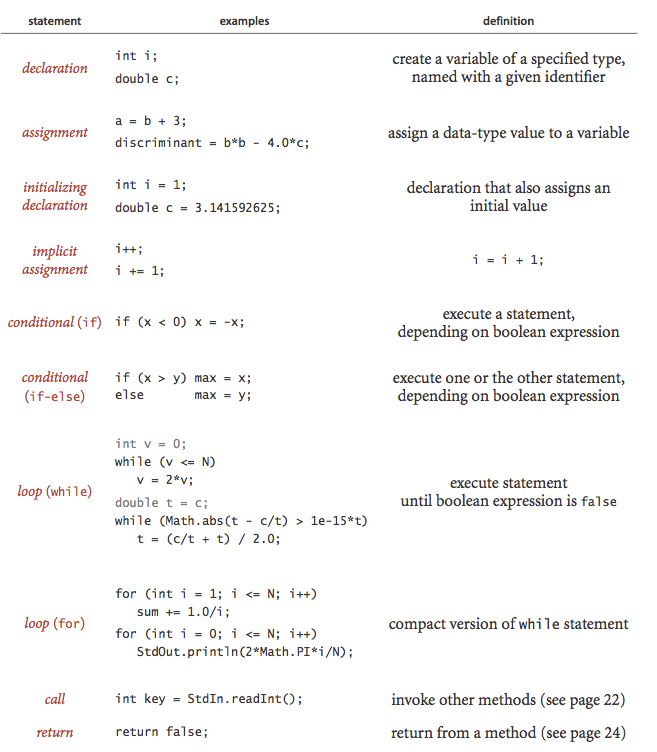 statement examples definition
declaration
int i;
double c;
create a variable of a specified type,
named with a given identifier
assignment
a = b + 3;
discriminant = b*b - 4.0*c;
assign a data-type value to a variable
initializing
declaration
int i = 1;
double c = 3.141592625;
declaration that also assigns an
initial value
implicit
assignment
i++;
i += 1;
i = i + 1;
conditional (if)
if (x < 0) x = -x;
execute a statement,
depending on boolean expression
conditional
(if-else)
if (x > y) max = x;
else       max = y;
execute one or the other statement,
depending on boolean expression
loop (while)
int v = 0;
while (v <= N)
   v = 2*v;
double t = c;
while (Math.abs(t - c/t) > 1e-15*t)
   t = (c/t + t) / 2.0;
execute statement
until boolean expression is false
loop (for)
for (int i = 1; i <= N; i++)
   sum += 1.0/i;
for (int i = 0; i <= N; i++)
   StdOut.println(2*Math.PI*i/N);
compact version of while statement
call
int key = StdIn.readInt();
invoke other methods (see page 22)
return
return false;
return from a method (see page 24)